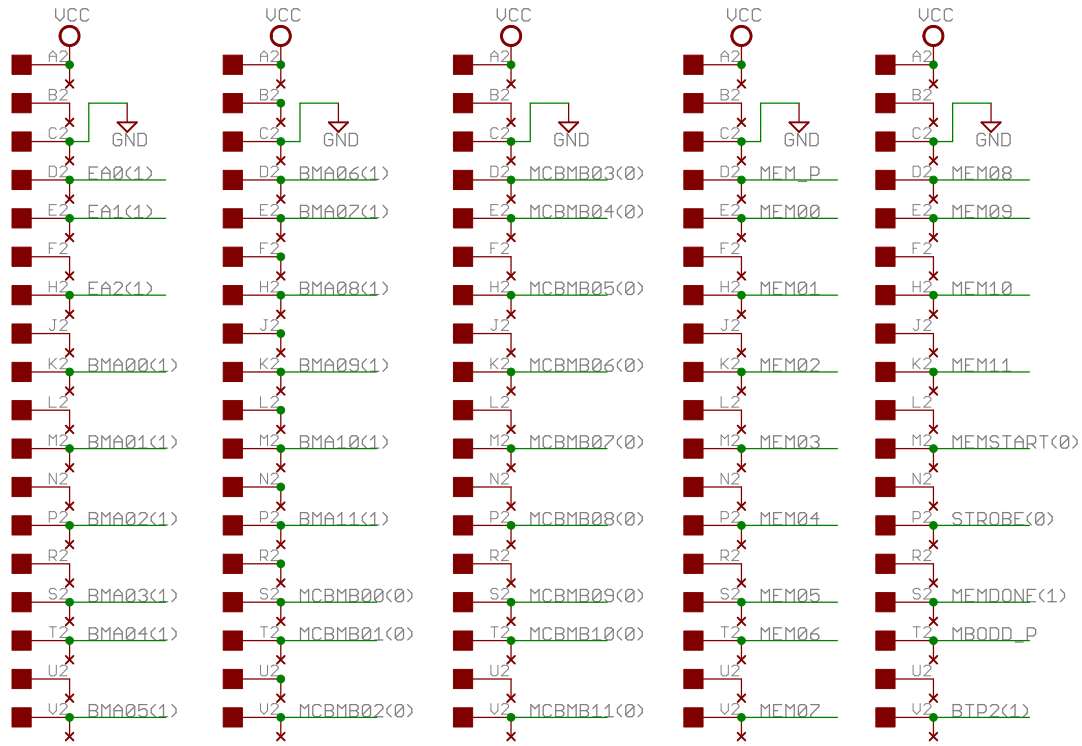 VCC VCC VCC VCC VCC
A2 A2 A2 A2 A2
B2 B2 B2 B2 B2
C2 GND C2 GND C2 GND C2 GND C2 GND
D2 EA0(1) D2 BMA06(1) D2 MCBMB03(0) D2 MEM_P D2 MEM08
E2 EA1(1) E2 BMA07(1) E2 MCBMB04(0) E2 MEM00 E2 MEM09
F2 F2 F2 F2 F2
H2 EA2(1) H2 BMA08(1) H2 MCBMB05(0) H2 MEM01 H2 MEM10
J2 J2 J2 J2 J2
K2 BMA00(1) K2 BMA09(1) K2 MCBMB06(0) K2 MEM02 K2 MEM11
L2 L2 L2 L2 L2
M2 BMA01(1) M2 BMA10(1) M2 MCBMB07(0) M2 MEM03 M2 MEMSTART(0)
N2 N2 N2 N2 N2
P2 BMA02(1) P2 BMA11(1) P2 MCBMB08(0) P2 MEM04 P2 STROBE(0)
R2 R2 R2 R2 R2
S2 BMA03(1) S2 MCBMB00(0) S2 MCBMB09(0) S2 MEM05 S2 MEMDONE(1)
T2 BMA04(1) T2 MCBMB01(0) T2 MCBMB10(0) T2 MEM06 T2 MBODD_P
U2 U2 U2 U2 U2
V2 BMA05(1) V2 MCBMB02(0) V2 MCBMB11(0) V2 MEM07 V2 BTP2(1)